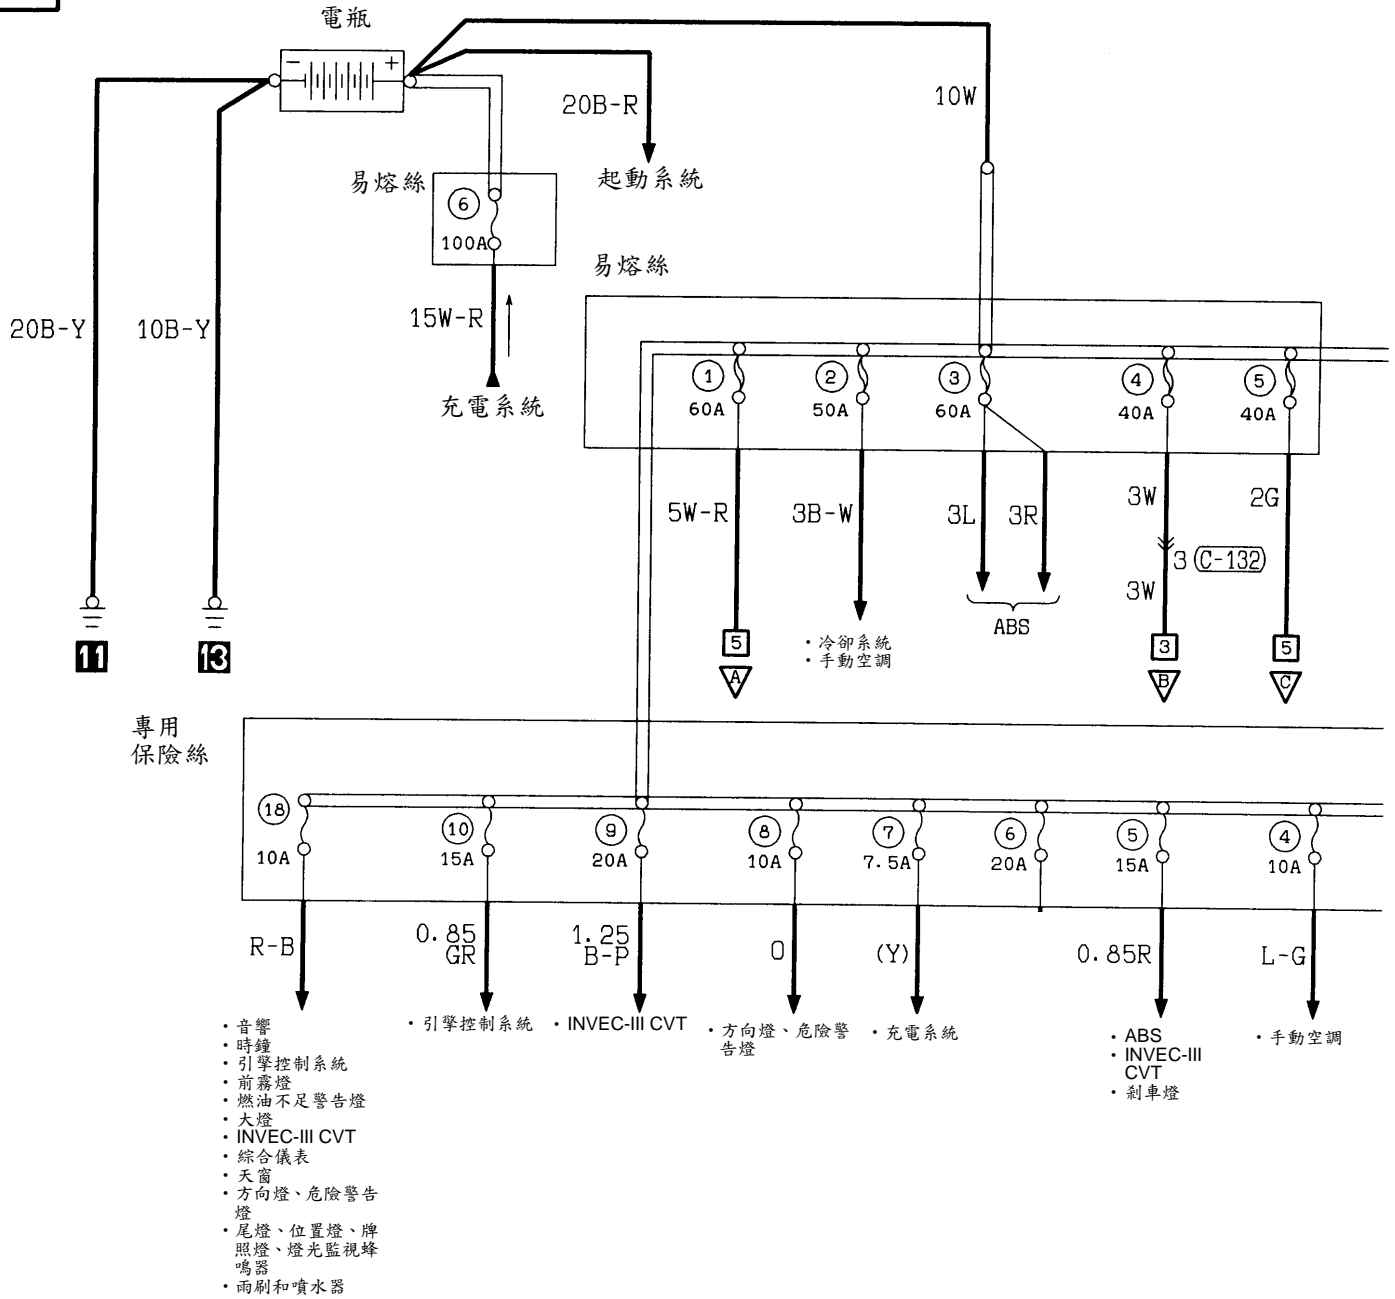 電瓶
-
+
20B-R
10W
易熔絲
6
100A
起動系統
易熔絲
20B-Y
10B-Y
15W-R
充電系統
1
60A
2
50A
3
60A
4
40A
5
40A
5W-R
3B-W
3L
3R
3W
2G
3
C-132
3W
ABS
5
A
・冷卻系統
・手動空調
3
B
5
C
11
13
專用
保險絲
18
10A
10
15A
9
20A
8
10A
7
7.5A
6
20A
5
15A
4
10A
R-B
0.85
GR
1.25
B-P
O
(Y)
0.85R
L-G
・音響
・時鐘
・引擎控制系統
・前霧燈
・燃油不足警告燈
・大燈
・INVEC-III CVT
・綜合儀表
・天窗
・方向燈、危險警告
燈
・尾燈、位置燈、牌
照燈、燈光監視蜂
鳴器
・雨刷和噴水器
・引擎控制系統
・INVEC-III CVT
・方向燈、危險警
告燈
・充電系統
・ABS
・INVEC-III
CVT
・剎車燈
・手動空調